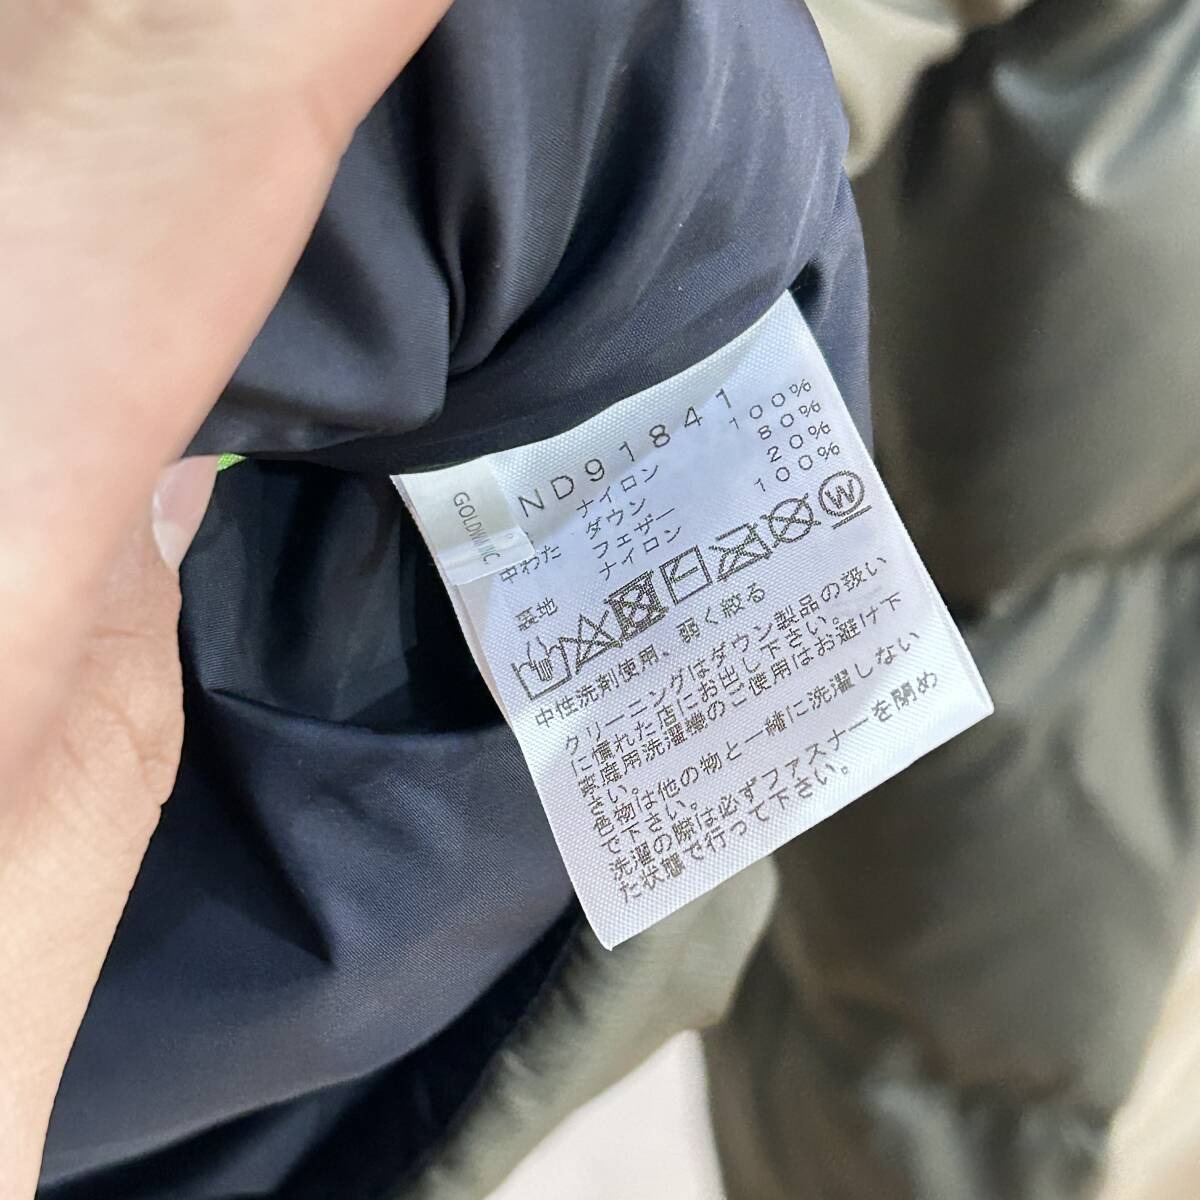 ND91841
ナイロン 100%
中わた ダウン 80%
フェザー 20%
裏地 ナイロン 100%
W
中性洗剤使用、弱く絞る
クリーニングはダウン製品の扱い
に慣れた店にお出し下さい。
家庭用洗濯機のご使用はお避け下
さい。
色物は他の物と一緒に洗濯しない
で下さい。
洗濯の際は必ずファスナーを閉め
た状態で行って下さい。